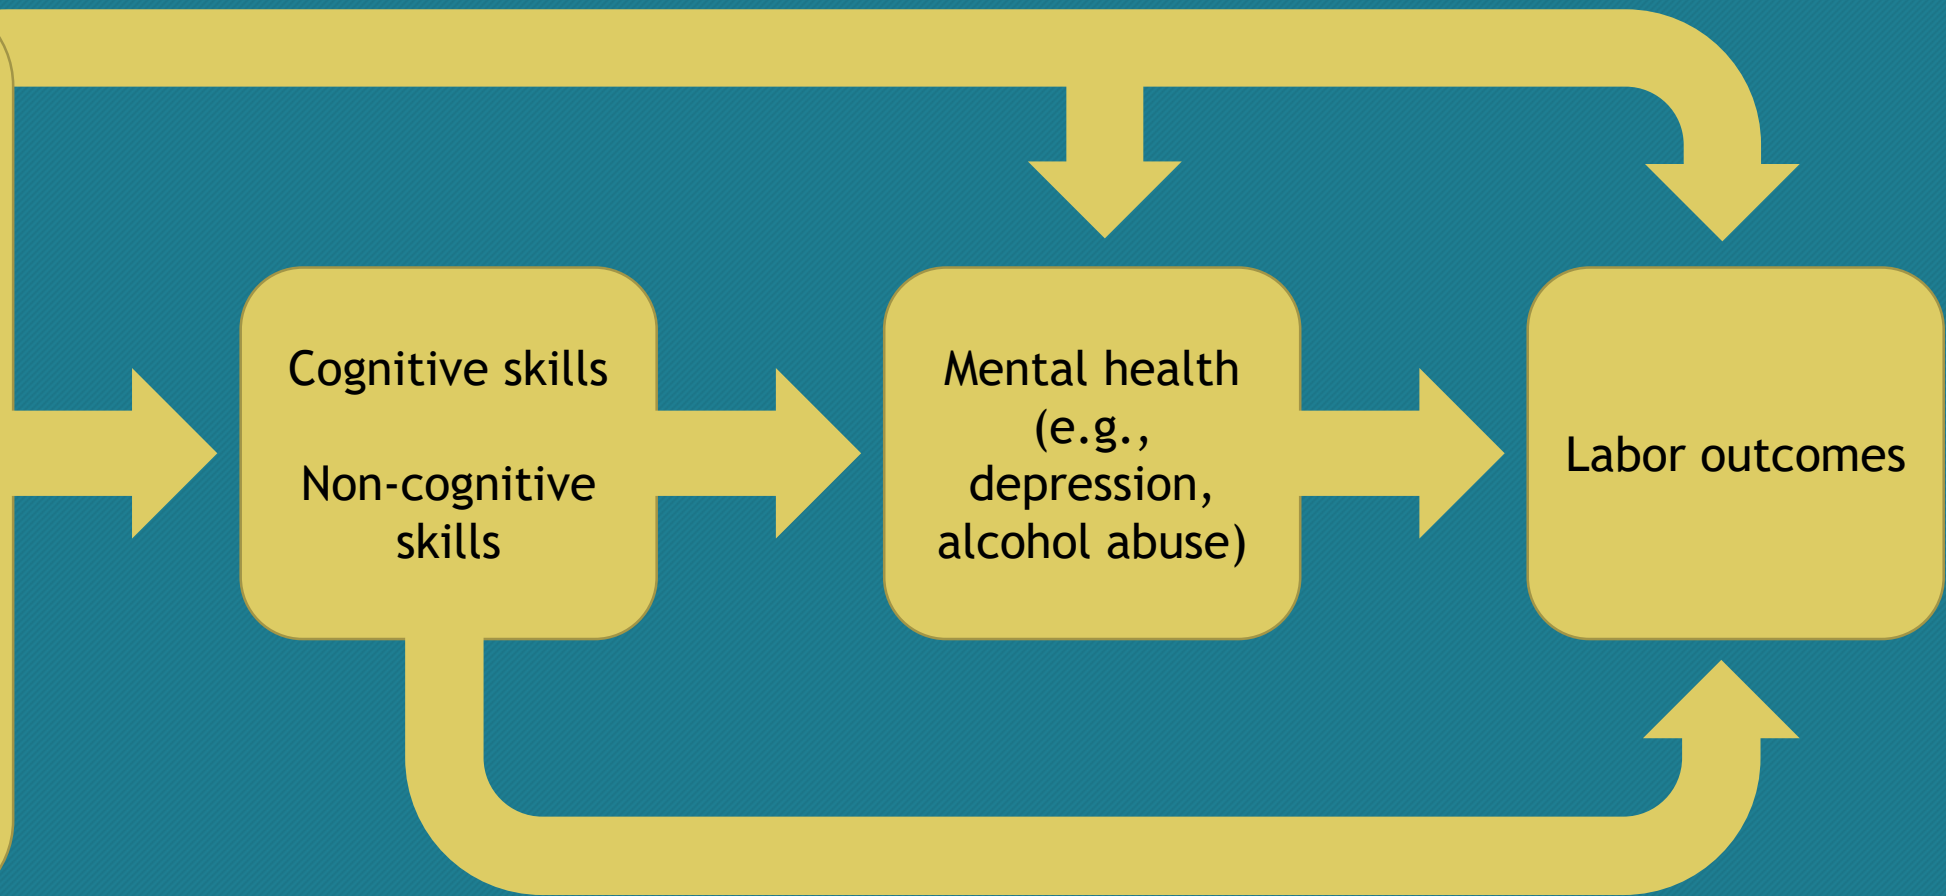 Cognitive skills
Non-cognitive
skills
Mental health
(e.g.,
depression,
alcohol abuse)
Labor outcomes